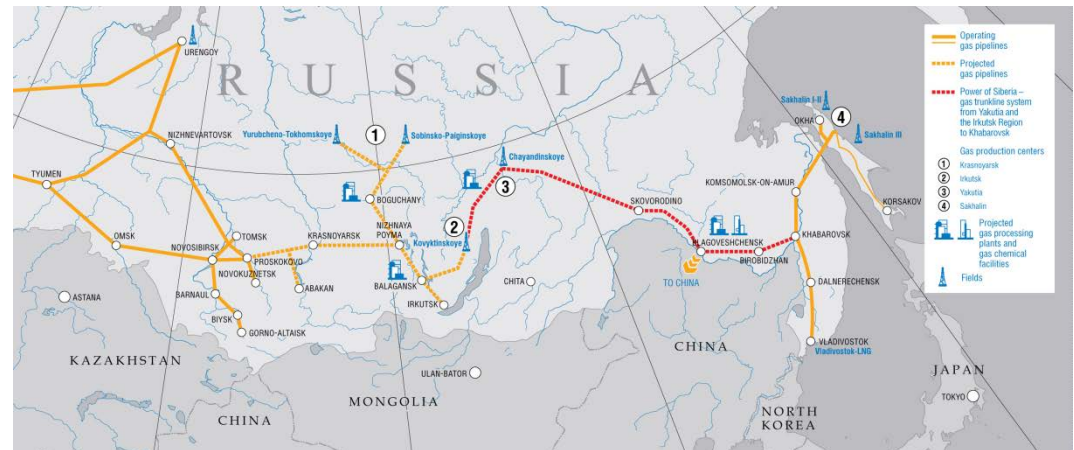 URENGOY
RUSSIA
NIZHNEVARTOVSK
Yurubcheno-Tokhomskoye
1
Sobinsko-Paiginskoye
Chayandinskoye
3
TYUMEN
BOGUCHANY
OMSK
NOVOSIBIRSK
TOMSK
PROSKOKOVO
KRASNOYARSK
NIZHNAYA
POYMA
2
Kovyktinskoye
NOVOKUZNETSK
ABAKAN
BALAGANSK
IRKUTSK
CHITA
ASTANA
BARNAUL
BIYSK
GORNO-ALTAISK
SKOVORODINO
BLAGOVESHCHENSK
BIROBIDZHAN
TO CHINA
Sakhalin I-II
OKHA
4
Sakhalin III
KOMSOMOLSK-ON-AMUR
KORSAKOV
KHABAROVSK
DALNERECHENSK
VLADIVOSTOK
Vladivostok-LNG
KAZAKHSTAN
CHINA
MONGOLIA
ULAN-BATOR
CHINA
NORTH
KOREA
JAPAN
TOKYO
Operating
gas pipelines
Projected
gas pipelines
Power of Siberia –
gas trunkline system
from Yakutia and
the Irkutsk Region
to Khabarovsk
Gas production centers
1 Krasnoyarsk
2 Irkutsk
3 Yakutia
4 Sakhalin
Projected
gas processing
plants and
gas chemical
facilities
Fields